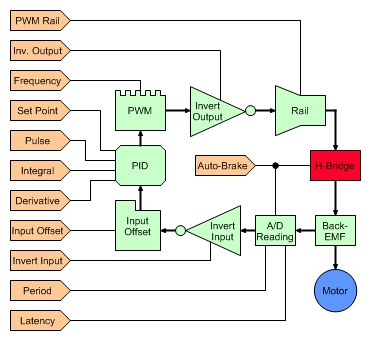 PWM Rail
Inv. Output
Frequency
Set Point
Pulse
Integral
Derivative
Input Offset
Invert Input
Period
Latency
PWM
Invert
Output
Rail
PID
Auto-Brake
H-Bridge
Input
Offset
Invert
Input
A/D
Reading
Back-
EMF
Motor